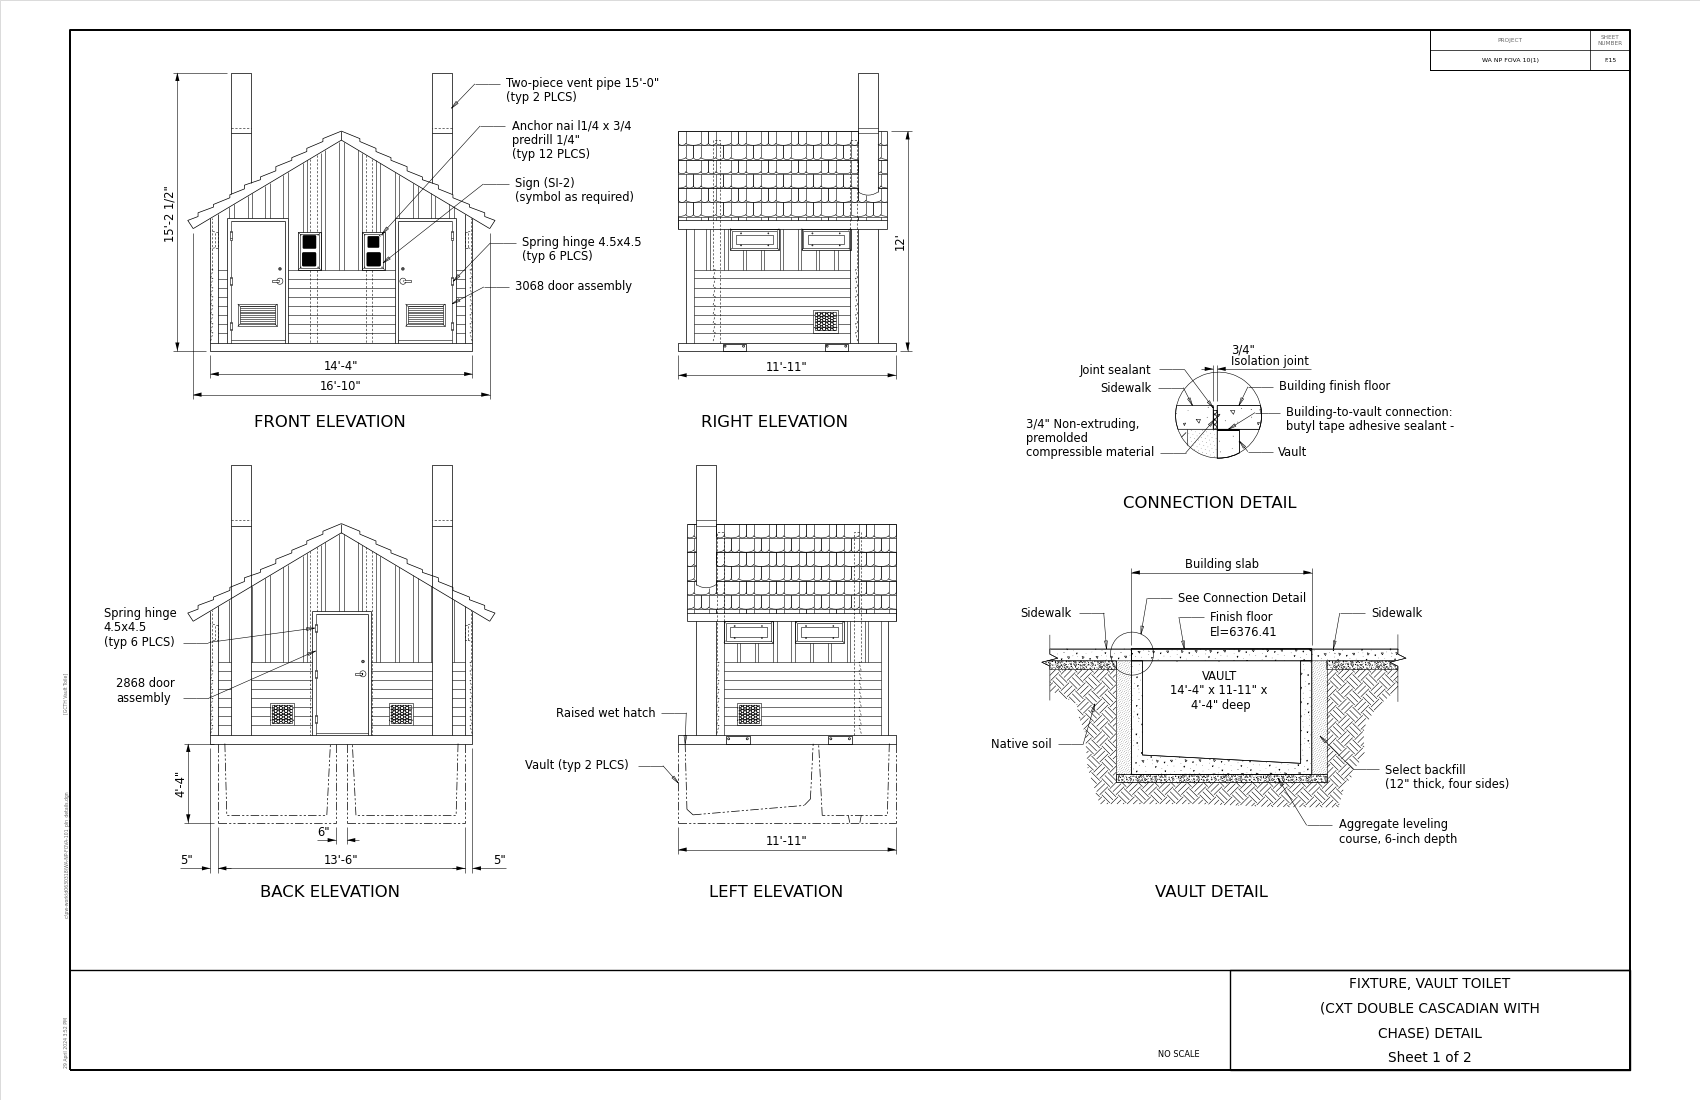 PROJECT
SHEET
NUMBER
WA NP FOVA 10(1)
F.15
Two-piece vent pipe 15'-0"
(typ 2 PLCS)
Anchor nai l1/4 x 3/4
predrill 1/4"
(typ 12 PLCS)
Sign (SI-2)
(symbol as required)
Spring hinge 4.5x4.5
(typ 6 PLCS)
3068 door assembly
15'-2 1/2"
14'-4"
16'-10"
FRONT ELEVATION
12'
11'-11"
RIGHT ELEVATION
3/4"
Isolation joint
Joint sealant
Sidewalk
3/4" Non-extruding,
premolded
compressible material
Building finish floor
Building-to-vault connection:
butyl tape adhesive sealant -
Vault
CONNECTION DETAIL
Spring hinge
4.5x4.5
(typ 6 PLCS)
2868 door
assembly
4'-4"
6"
5"
13'-6"
5"
BACK ELEVATION
Raised wet hatch
Vault (typ 2 PLCS)
11'-11"
LEFT ELEVATION
Building slab
See Connection Detail
Sidewalk
Finish floor
El=6376.41
Sidewalk
VAULT
14'-4" x 11-11" x
4'-4" deep
Native soil
Select backfill
(12" thick, four sides)
Aggregate leveling
course, 6-inch depth
VAULT DETAIL
29 April 2024 3:52 PM
NO SCALE
FIXTURE, VAULT TOILET
(CXT DOUBLE CASCADIAN WITH
CHASE) DETAIL
Sheet 1 of 2